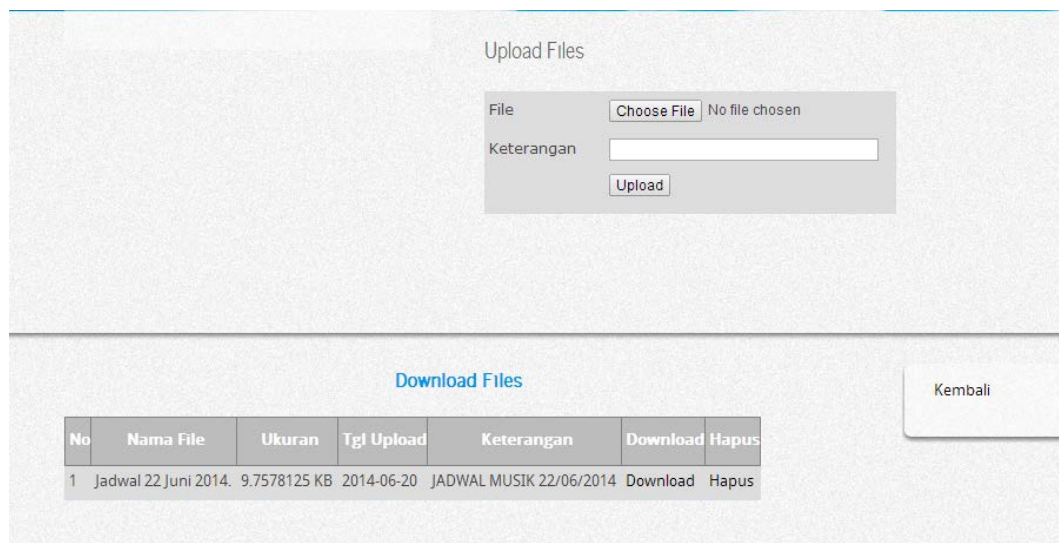 Upload Files
File Choose File No file chosen
Keterangan
Upload
Download Files
Kembali
No Nama File Ukuran Tgl Upload Keterangan Download Hapus
1 Jadwal 22 Juni 2014. 9.7578125 KB 2014-06-20 JADWAL MUSIK 22/06/2014 Download Hapus